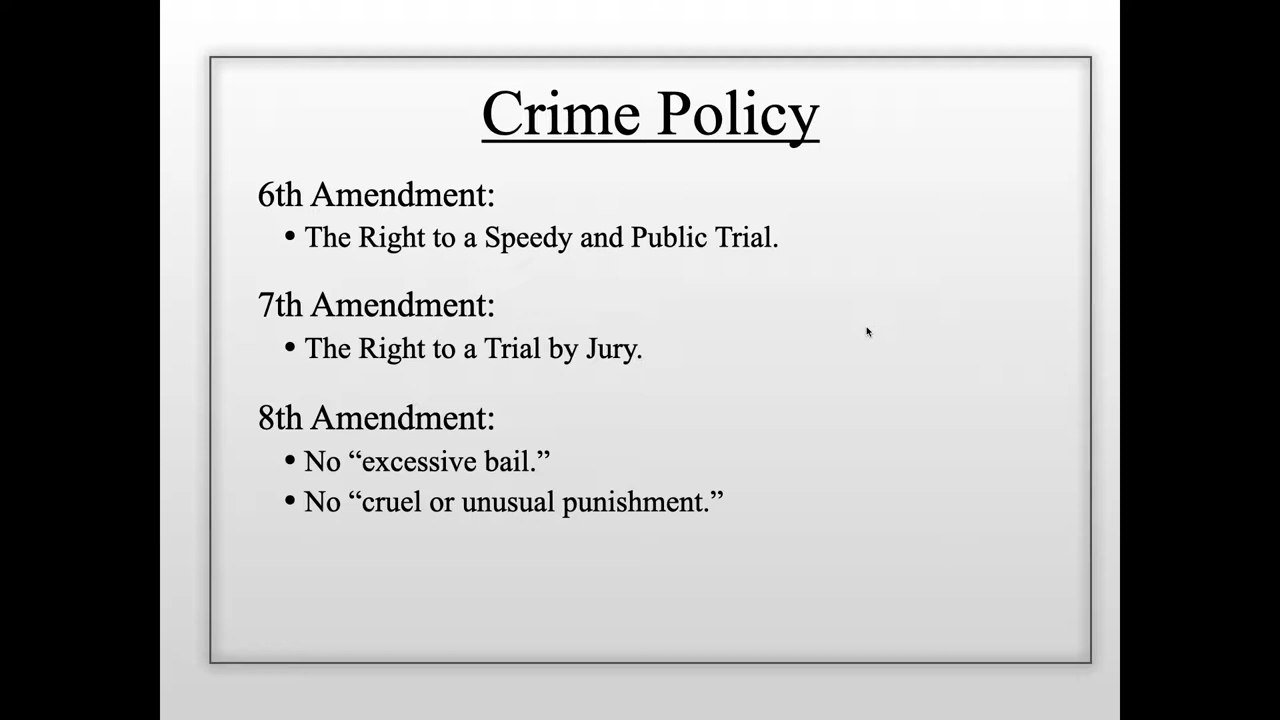 Crime Policy
6th Amendment:
• The Right to a Speedy and Public Trial.
7th Amendment:
• The Right to a Trial by Jury.
8th Amendment:
• No “excessive bail.”
• No “cruel or unusual punishment.”